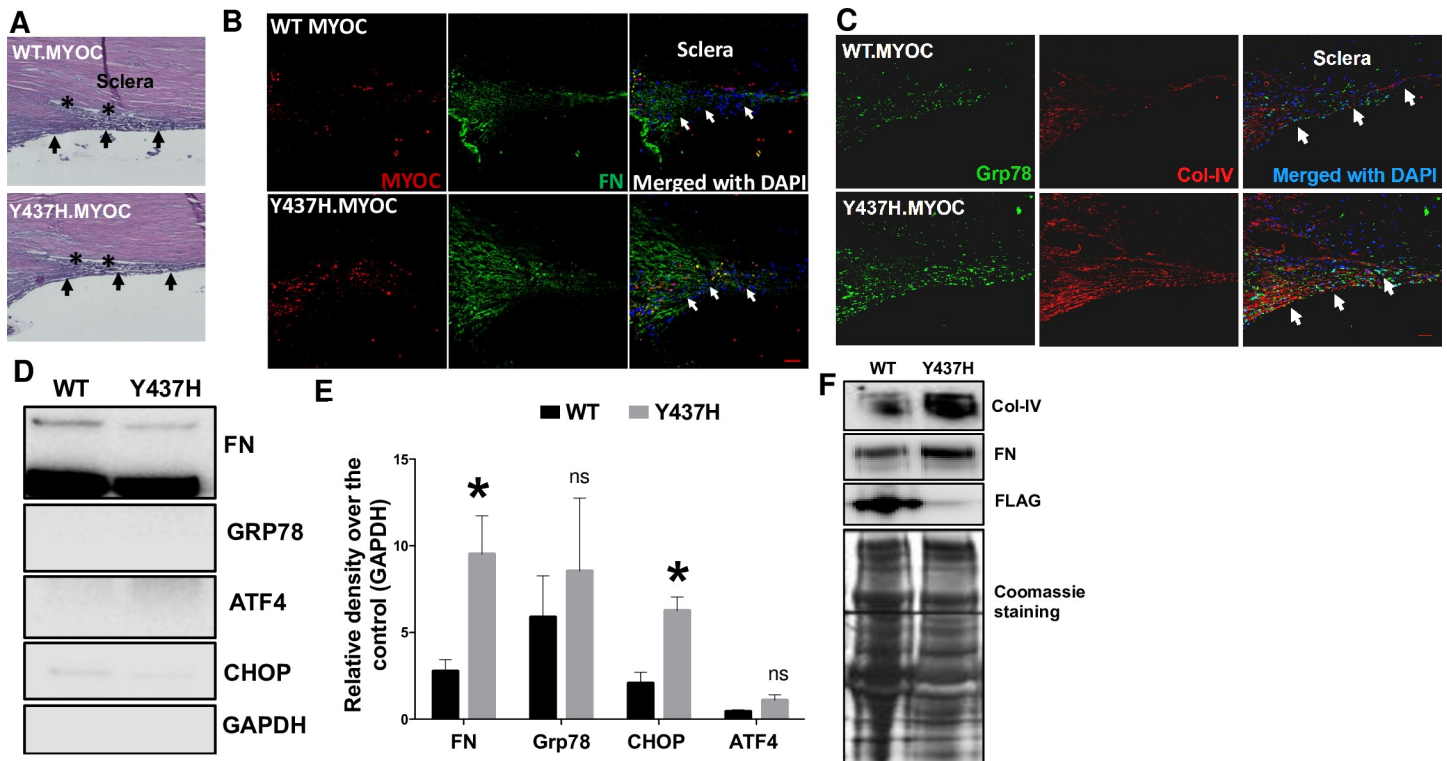 A
WT.MYOC
Sclera
*
*
Y437H.MYOC
*
*
B
WT MYOC
Sclera
MYOC
FN
Merged with DAPI
Y437H.MYOC
C
WT.MYOC
Sclera
Grp78
Col-IV
Merged with DAPI
Y437H.MYOC
D
WT
Y437H
FN
GRP78
ATF4
CHOP
GAPDH
E
WT
Y437H
Relative density over the
control (GAPDH)
15
10
5
0
*
ns
*
ns
FN
Grp78
CHOP
ATF4
F
WT
Y437H
Col-IV
FN
FLAG
Coomassie
staining